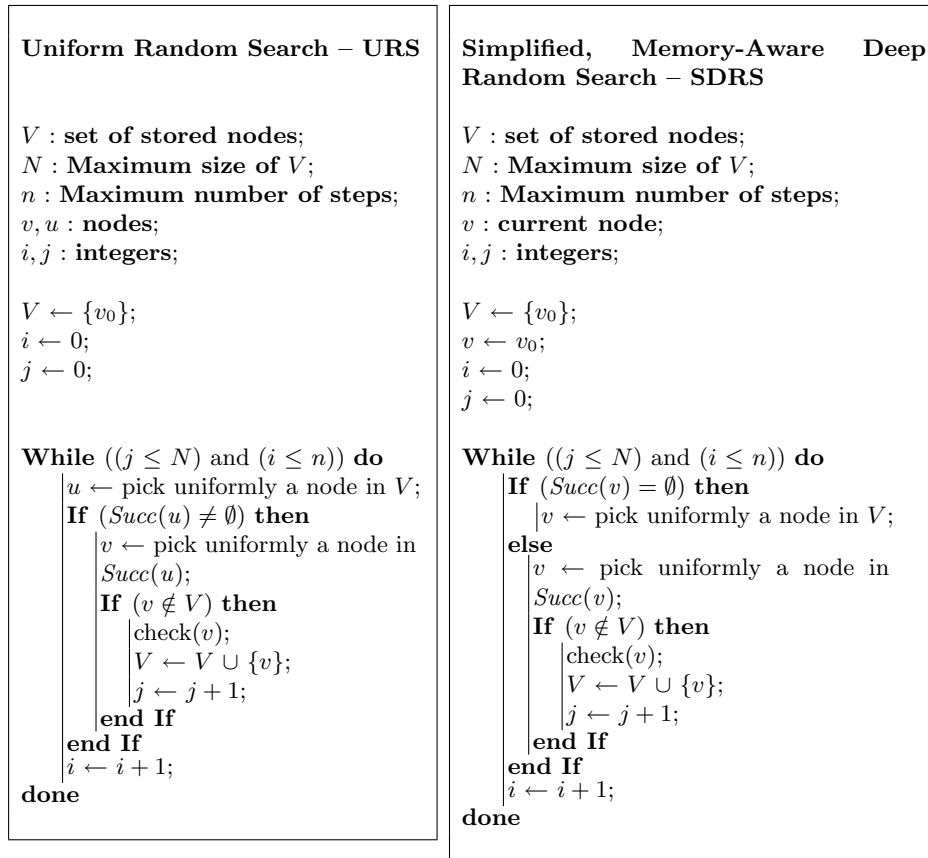 Uniform Random Search – URS
V : set of stored nodes;
N : Maximum size of V;
n : Maximum number of steps;
v, u : nodes;
i, j : integers;
V ← {v₀};
i ← 0;
j ← 0;
While ((j ≤ N) and (i ≤ n)) do
u ← pick uniformly a node in V;
If (Succ(u) ≠ ∅) then
v ← pick uniformly a node in
Succ(u);
If (v ∉ V) then
check(v);
V ← V ∪ {v};
j ← j + 1;
end If
end If
i ← i + 1;
done
Simplified, Memory-Aware Deep
Random Search – SDRS
V : set of stored nodes;
N : Maximum size of V;
n : Maximum number of steps;
v : current node;
i, j : integers;
V ← {v₀};
v ← v₀;
i ← 0;
j ← 0;
While ((j ≤ N) and (i ≤ n)) do
If (Succ(v) = ∅) then
v ← pick uniformly a node in V;
else
v ← pick uniformly a node in
Succ(v);
If (v ∉ V) then
check(v);
V ← V ∪ {v};
j ← j + 1;
end If
end If
i ← i + 1;
done